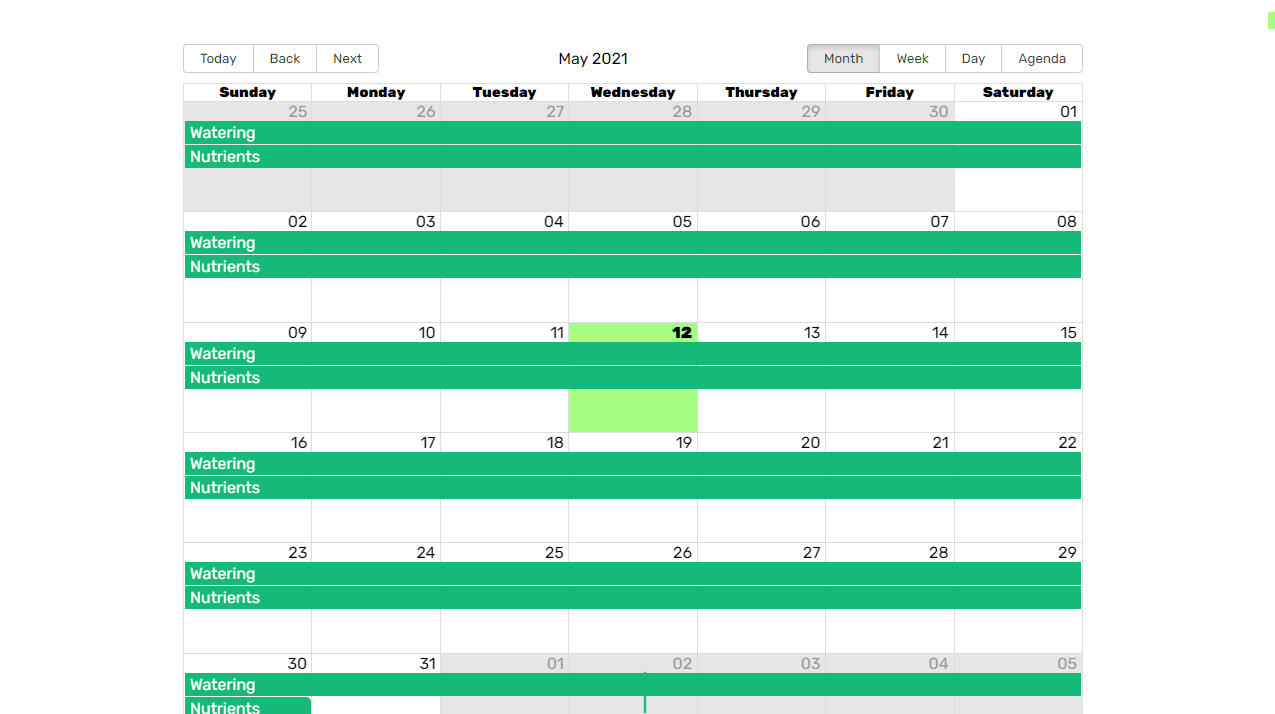 Today Back Next May 2021 Month Week Day Agenda
Sunday Monday Tuesday Wednesday Thursday Friday Saturday
25 26 27 28 29 30 01
Watering
Nutrients
02 03 04 05 06 07 08
Watering
Nutrients
09 10 11 12 13 14 15
Watering
Nutrients
16 17 18 19 20 21 22
Watering
Nutrients
23 24 25 26 27 28 29
Watering
Nutrients
30 31 01 02 03 04 05
Watering
Nutrients